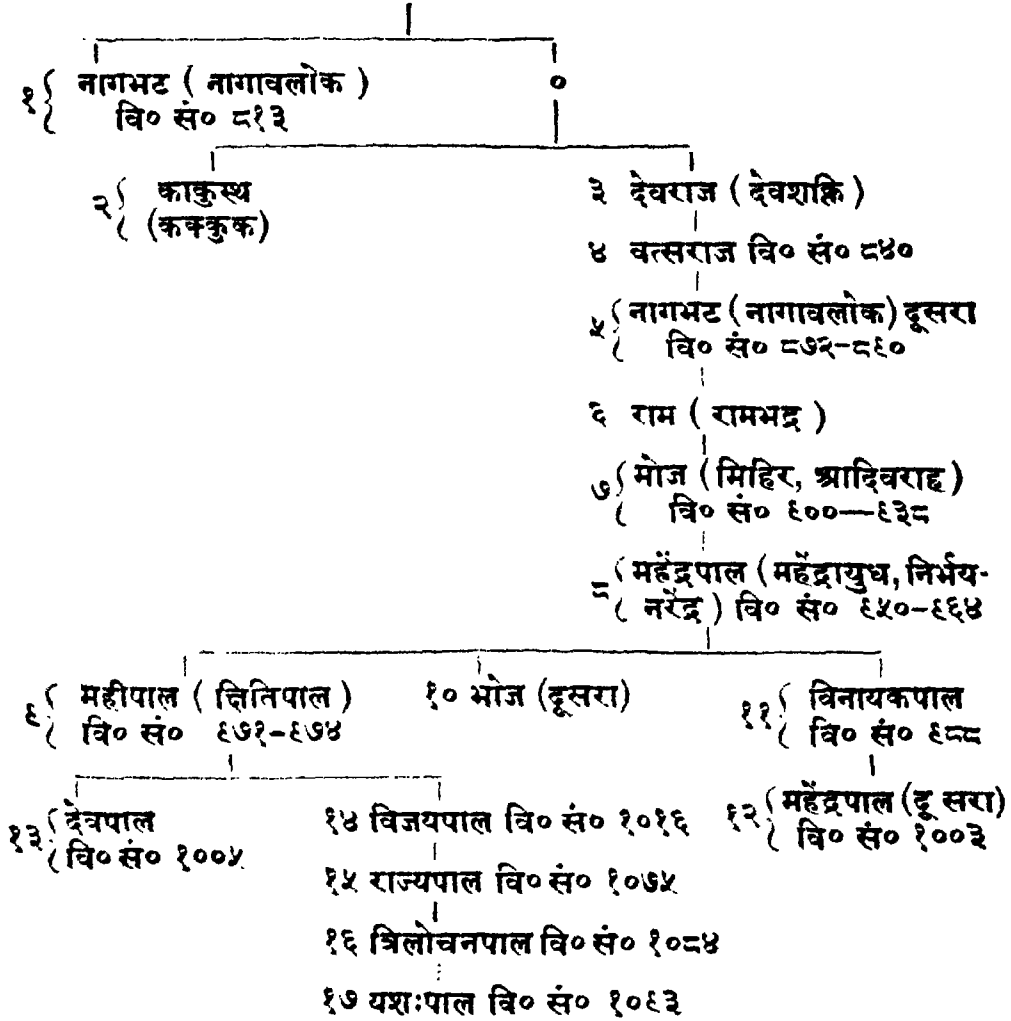 १ नागभट ( नागावलोक )
वि० सं० ८१३
०
२ काकुस्थ
(कक्कुक)
३ देवराज ( देवशक्ति )
४ वत्सराज वि० सं० ८४०
५ नागभट (नागावलोक) दूसरा
वि० सं० ८७२-८९०
६ राम ( रामभद्र )
७ भोज (मिहिर, आदिवराह)
वि० सं० ९००—९३८
८ महेंद्रपाल (महेंद्रायुध, निर्भय-
नरेंद्र ) वि० सं० ९५०-९६४
९ महीपाल ( क्षितिपाल )
वि० सं० ९७१-९७४
१० भोज (दूसरा)
११ विनायकपाल
वि० सं० ९८८
१२ महेंद्रपाल (दूसरा)
वि० सं० १००३
१३ देवपाल
वि० सं० १००५
१४ विजयपाल वि० सं० १०१६
१५ राज्यपाल वि० सं० १०७५
१६ त्रिलोचनपाल वि० सं० १०८४
१७ यशःपाल वि० सं० १०९३